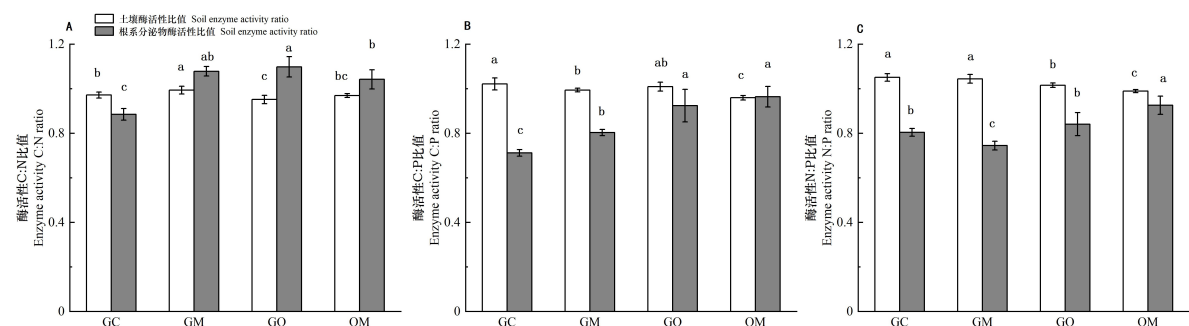 A
土壤酶活性比值 Soil enzyme activity ratio
根系分泌物酶活性比值 Soil enzyme activity ratio
酶活性C:N比值
Enzyme activity C:N ratio
1.2
0.8
0.4
0
b
c
a
ab
c
a
bc
b
GC GM GO OM
B
酶活性C:P比值
Enzyme activity C:P ratio
1.2
0.8
0.4
0
a
c
b
b
ab
a
c
a
GC GM GO OM
C
酶活性N:P比值
Enzyme activity N:P ratio
1.2
0.8
0.4
0
a
b
a
c
b
b
c
a
GC GM GO OM